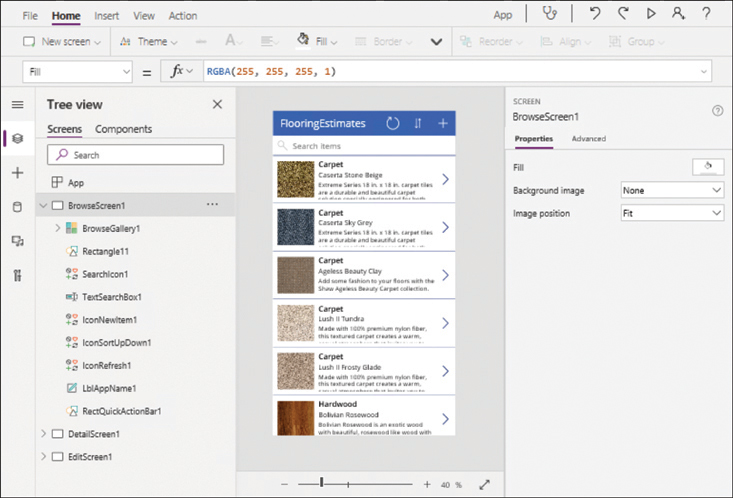 File Home Insert View Action App ?
New screen Theme A Fill Border Reorder Align Group
Fill = fx RGBA(255, 255, 255, 1)
Tree view
Screens Components
Search
App
BrowseScreen1 ...
BrowseGallery1
Rectangle11
SearchIcon1
TextSearchBox1
IconNewItem1
IconSortUpDown1
IconRefresh1
LblAppName1
RectQuickActionBar1
DetailScreen1
EditScreen1
FlooringEstimates
Search items
Carpet
Caserta Stone Beige
Extreme Series 18 in. x 18 in. carpet tiles
are a durable and beautiful carpet
Carpet
Caserta Sky Grey
Extreme Series 18 in. x 18 in. carpet tiles
are a durable and beautiful carpet
Carpet
Ageless Beauty Clay
Add some fashion to your floors with the
Shaw Ageless Beauty Carpet collection.
Carpet
Lush II Tundra
Made with 100% premium nylon fiber,
this textured carpet creates a warm,
Carpet
Lush II Frosty Glade
Made with 100% premium nylon fiber,
this textured carpet creates a warm,
Hardwood
Bolivian Rosewood
Bolivian Rosewood is an exotic wood
with beautiful, rosewood like wood with
40 %
SCREEN
BrowseScreen1
Properties Advanced
Fill
Background image None
Image position Fit